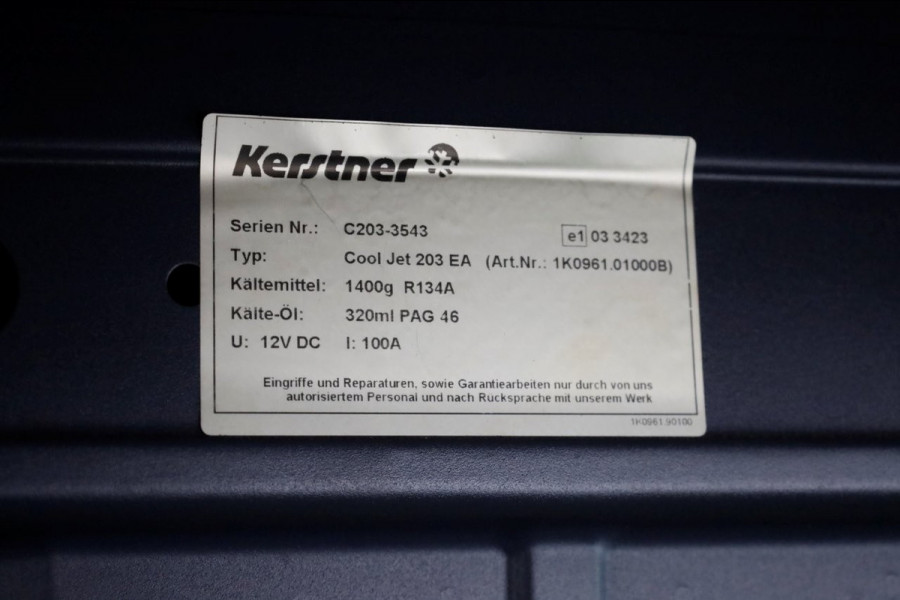 Kerstner
Serien Nr.: C203-3543 e1 03 3423
Typ: Cool Jet 203 EA (Art.Nr.: 1K0961.01000B)
Kältemittel: 1400g R134A
Kälte-Öl: 320ml PAG 46
U: 12V DC I: 100A
Eingriffe und Reparaturen, sowie Garantiearbeiten nur durch von uns
autorisiertem Personal und nach Rücksprache mit unserem Werk
1K0961.90100